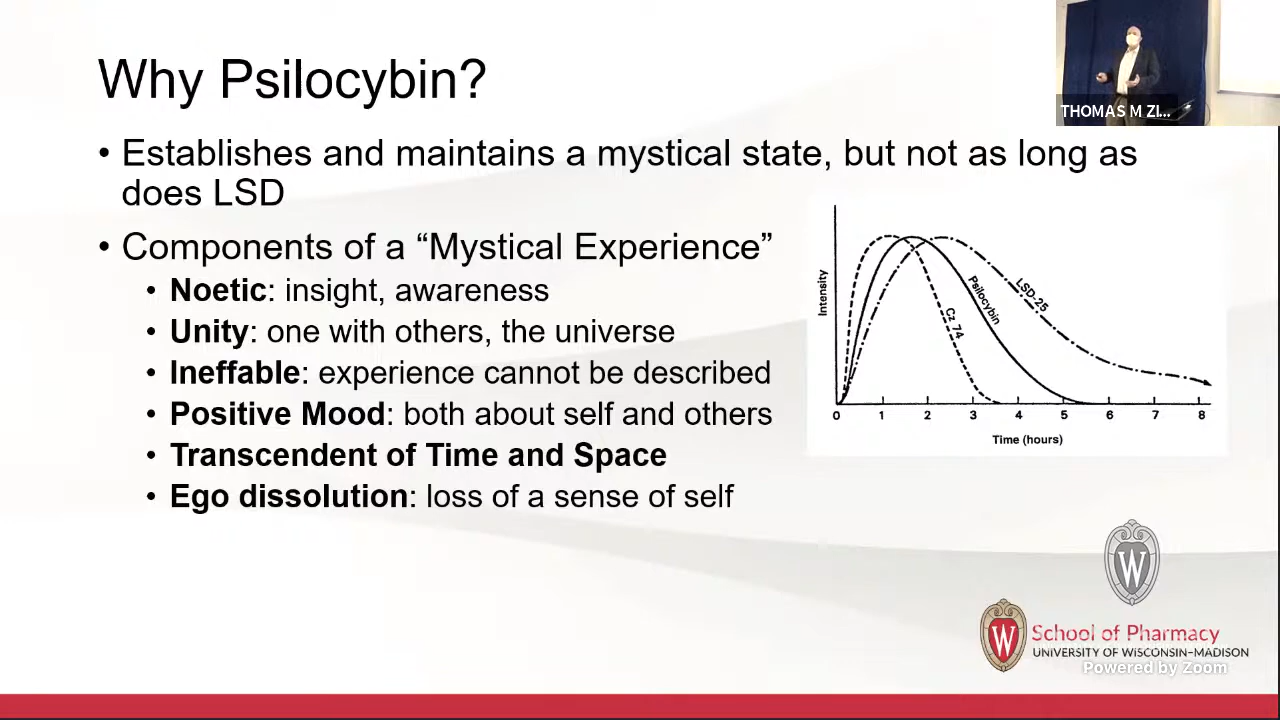 Why Psilocybin?
THOMAS M ZI...
• Establishes and maintains a mystical state, but not as long as
does LSD
• Components of a “Mystical Experience”
• Noetic: insight, awareness
• Unity: one with others, the universe
• Ineffable: experience cannot be described
• Positive Mood: both about self and others
• Transcendent of Time and Space
• Ego dissolution: loss of a sense of self
Intensity
Cz 74
Psilocybin
LSD-25
0 1 2 3 4 5 6 7 8
Time (hours)
W
W
School of Pharmacy
UNIVERSITY OF WISCONSIN–MADISON
Powered by Zoom